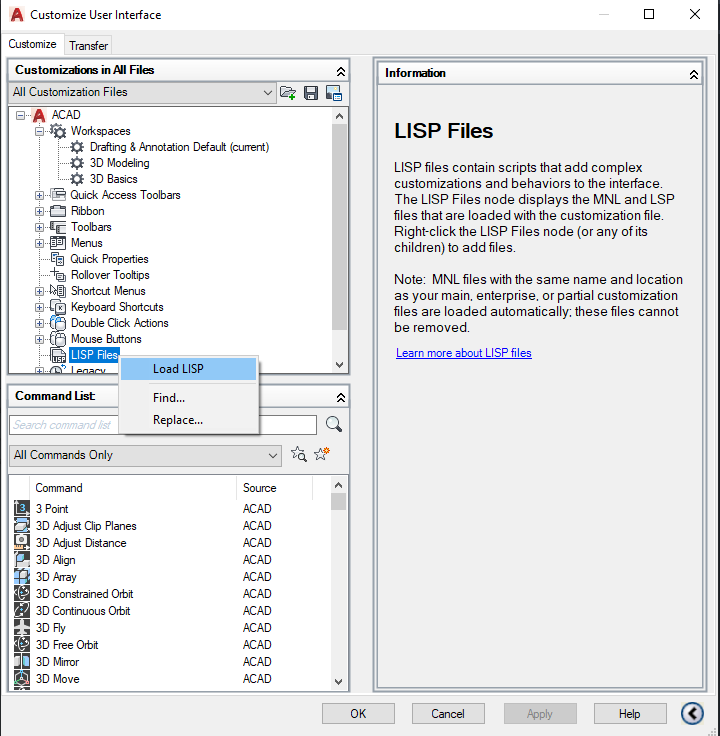 Customize User Interface
Customize
Transfer
Customizations in All Files
All Customization Files
ACAD
Workspaces
Drafting & Annotation Default (current)
3D Modeling
3D Basics
Quick Access Toolbars
Ribbon
Toolbars
Menus
Quick Properties
Rollover Tooltips
Shortcut Menus
Keyboard Shortcuts
Double Click Actions
Mouse Buttons
LISP Files
Legacy
Load LISP
Find...
Replace...
Command List:
Search command list
All Commands Only
Command Source
3 Point ACAD
3D Adjust Clip Planes ACAD
3D Adjust Distance ACAD
3D Align ACAD
3D Array ACAD
3D Constrained Orbit ACAD
3D Continuous Orbit ACAD
3D Fly ACAD
3D Free Orbit ACAD
3D Mirror ACAD
3D Move ACAD
Information
LISP Files
LISP files contain scripts that add complex
customizations and behaviors to the interface.
The LISP Files node displays the MNL and LSP
files that are loaded with the customization file.
Right-click the LISP Files node (or any of its
children) to add files.
Note: MNL files with the same name and location
as your main, enterprise, or partial customization
files are loaded automatically; these files cannot
be removed.
Learn more about LISP files
OK
Cancel
Apply
Help